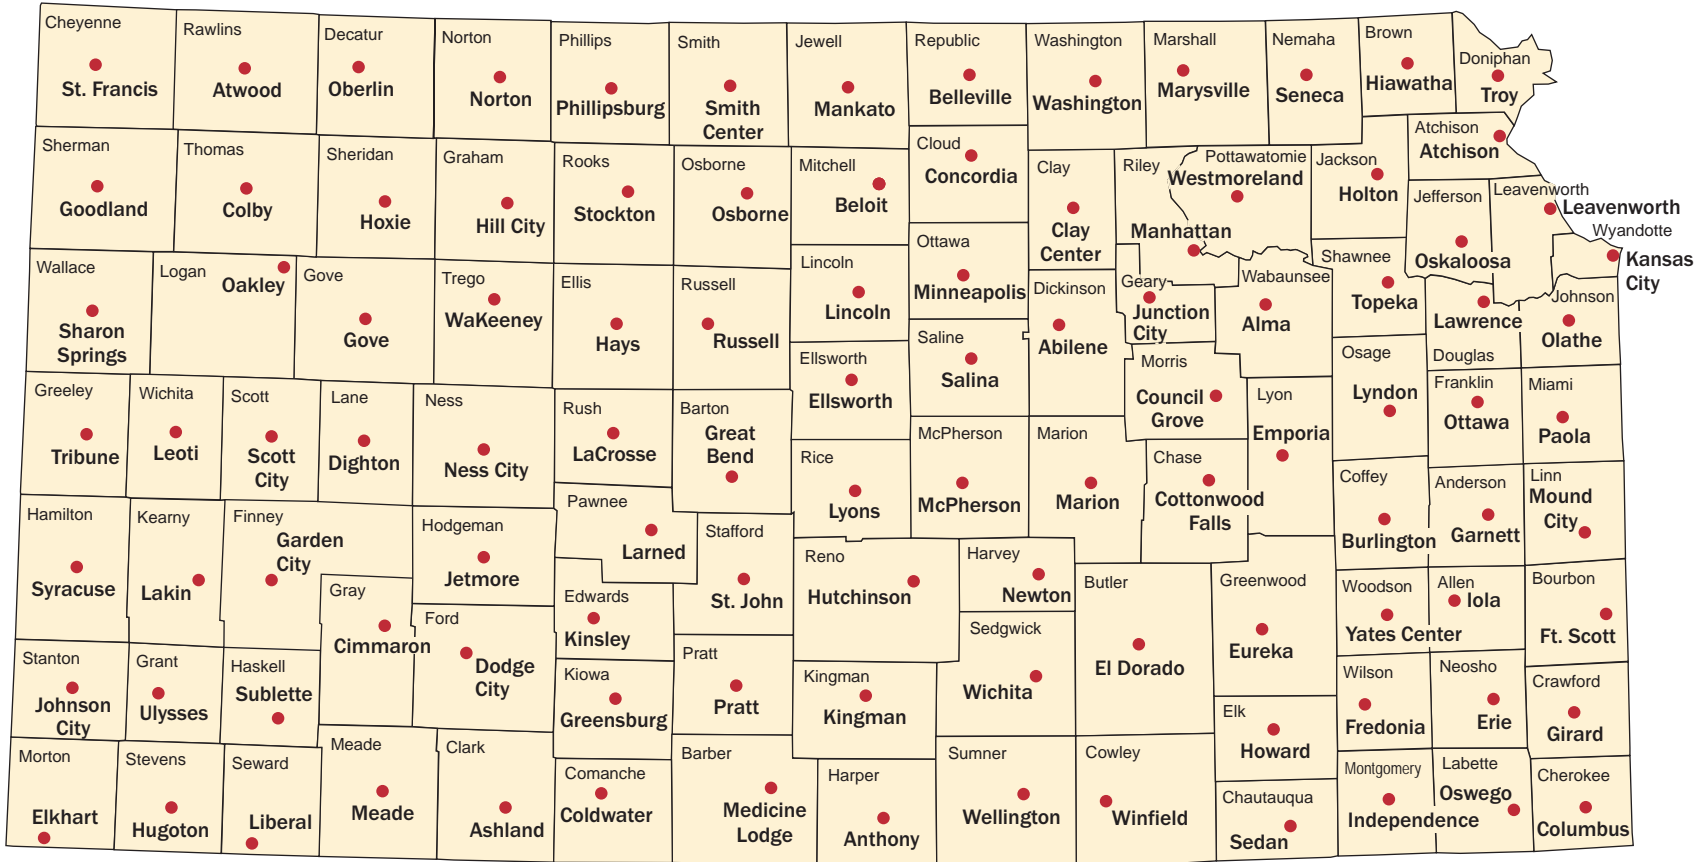 Cheyenne
St. Francis
Rawlins
Atwood
Decatur
Oberlin
Norton
Norton
Phillips
Phillipsburg
Smith
Smith
Center
Jewell
Mankato
Republic
Belleville
Washington
Washington
Marshall
Marysville
Nemaha
Seneca
Brown
Hiawatha
Doniphan
Troy
Sherman
Goodland
Thomas
Colby
Sheridan
Hoxie
Graham
Hill City
Rooks
Stockton
Osborne
Osborne
Mitchell
Beloit
Cloud
Concordia
Clay
Clay
Center
Riley
Manhattan
Pottawatomie
Westmoreland
Jackson
Holton
Atchison
Atchison
Jefferson
Oskaloosa
Leavenworth
Leavenworth
Wyandotte
Kansas
City
Wallace
Sharon
Springs
Logan
Oakley
Gove
Gove
Trego
WaKeeney
Ellis
Hays
Russell
Russell
Lincoln
Lincoln
Ottawa
Minneapolis
Saline
Salina
Dickinson
Abilene
Geary
Junction
City
Wabaunsee
Alma
Shawnee
Topeka
Lawrence
Douglas
Johnson
Olathe
Greeley
Tribune
Wichita
Leoti
Scott
Scott
City
Lane
Dighton
Ness
Ness City
Rush
LaCrosse
Barton
Great
Bend
Ellsworth
Ellsworth
Rice
Lyons
McPherson
McPherson
Marion
Marion
Morris
Council
Grove
Chase
Cottonwood
Falls
Lyon
Emporia
Osage
Lyndon
Franklin
Ottawa
Miami
Paola
Hamilton
Syracuse
Kearny
Lakin
Finney
Garden
City
Gray
Cimmaron
Hodgeman
Jetmore
Ford
Dodge
City
Pawnee
Larned
Edwards
Kinsley
Stafford
St. John
Reno
Hutchinson
Harvey
Newton
Sedgwick
Wichita
Butler
El Dorado
Greenwood
Eureka
Coffey
Burlington
Anderson
Garnett
Linn
Mound
City
Woodson
Yates Center
Allen
Iola
Bourbon
Ft. Scott
Stanton
Johnson
City
Grant
Ulysses
Haskell
Sublette
Kiowa
Greensburg
Pratt
Pratt
Kingman
Kingman
Elk
Howard
Wilson
Fredonia
Neosho
Erie
Crawford
Girard
Morton
Elkhart
Stevens
Hugoton
Seward
Liberal
Meade
Meade
Clark
Ashland
Comanche
Coldwater
Barber
Medicine
Lodge
Harper
Anthony
Sumner
Wellington
Cowley
Winfield
Chautauqua
Sedan
Montgomery
Independence
Labette
Oswego
Cherokee
Columbus